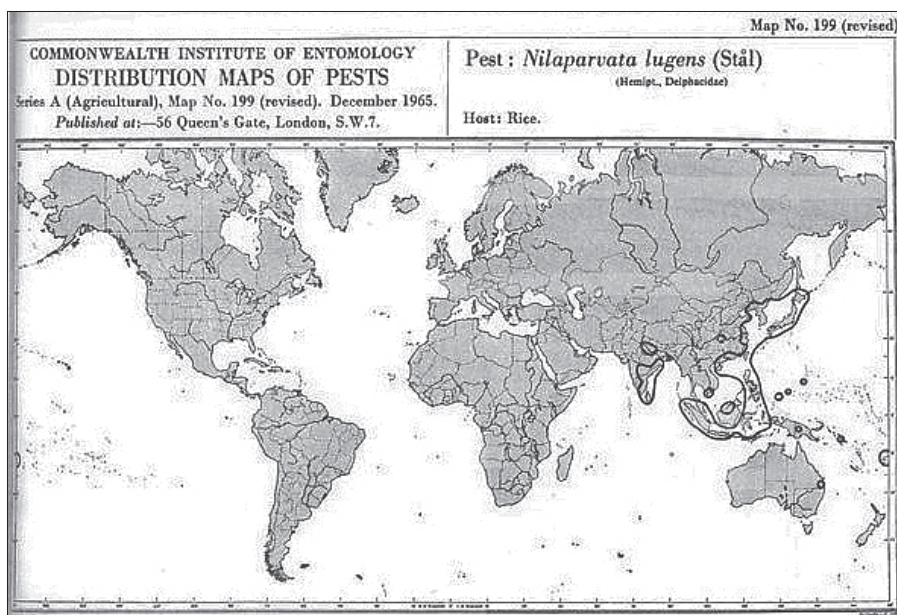 Map No. 199 (revised)
COMMONWEALTH INSTITUTE OF ENTOMOLOGY
DISTRIBUTION MAPS OF PESTS
Series A (Agricultural), Map No. 199 (revised). December 1965.
Published at:—56 Queen's Gate, London, S.W.7.
Pest : Nilaparvata lugens (Stål)
(Hemipt., Delphacidae)
Host: Rice.